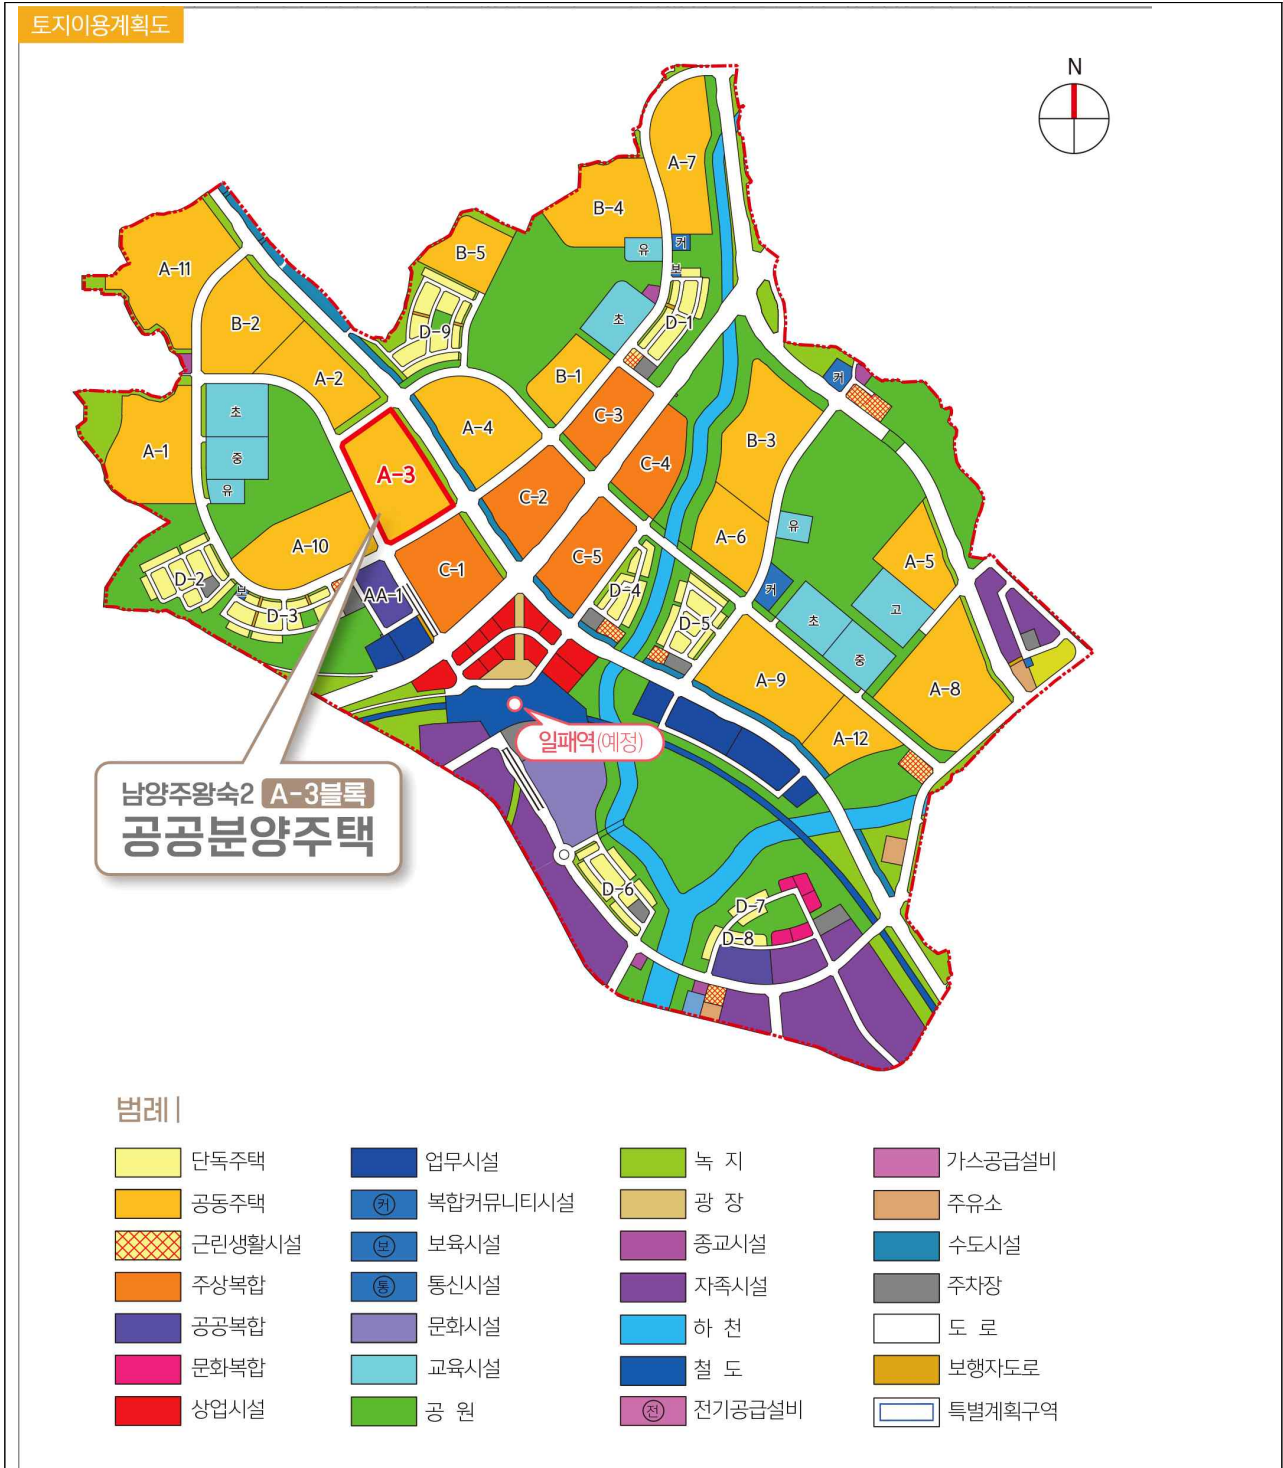 토지이용계획도
N
A-7
B-4
유
커
B-5
보
A-11
초
D-1
B-2
D-9
A-2
B-1
커
초
A-4
C-3
B-3
A-1
중
A-3
C-4
유
C-2
유
A-6
A-10
C-5
A-5
C-1
D-2
보
AA-1
D-4
커
고
D-3
D-5
초
중
A-9
A-8
일패역(예정)
A-12
남양주왕숙2 A-3블록
공공분양주택
D-6
D-7
D-8
범례|
단독주택 업무시설 녹 지 가스공급설비
공동주택 커 복합커뮤니티시설 광 장 주유소
근린생활시설 보 보육시설 종교시설 수도시설
주상복합 통 통신시설 자족시설 주차장
공공복합 문화시설 하 천 도 로
문화복합 교육시설 철 도 보행자도로
상업시설 공 원 전 전기공급설비 특별계획구역